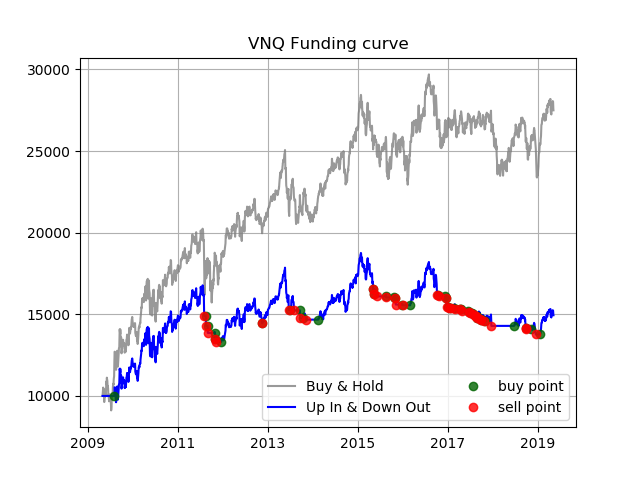 VNQ Funding curve
30000
25000
20000
15000
10000
Buy & Hold
Up In & Down Out
buy point
sell point
2009 2011 2013 2015 2017 2019